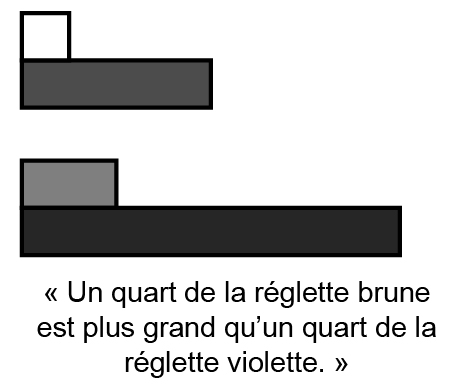 « Un quart de la réglette brune
est plus grand qu’un quart de la
réglette violette. »